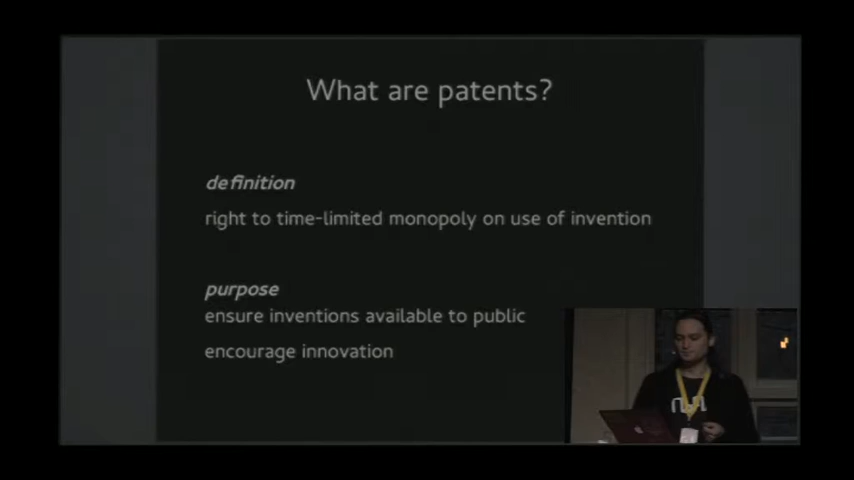 What are patents?
definition
right to time-limited monopoly on use of invention
purpose
ensure inventions available to public
encourage innovation